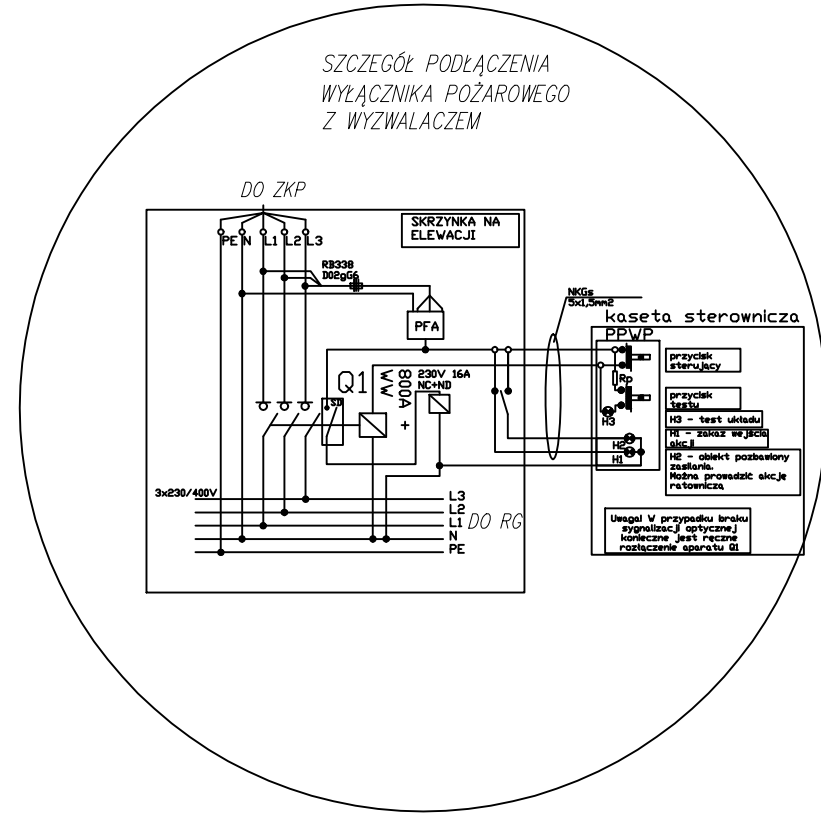 SZCZEGÓŁ PODŁĄCZENIA
WYŁĄCZNIKA POŻAROWEGO
Z WYZWALACZEM
DO ZKP
SKRZYNKA NA
ELEWACJI
PE N L1 L2 L3
RB338
D02gG6
PFA
NKGs
5x1,5mm2
kaseta sterownicza
PPWP
przycisk
sterujący
Rp
przycisk
testu
H3
H3 - test układu
H1 - zakaz wejścia
akcji
H2
H1
H2 - obiekt pozbawiony
zasilania.
Można prowadzić akcję
ratowniczą
Uwaga! W przypadku braku
sygnalizacji optycznej
konieczne jest ręczne
rozłączenie aparatu Q1
Q1
SD
WW
800A +
230V 16A
NC+NO
3x230/400V
L3
L2
L1
N
PE
DO RG